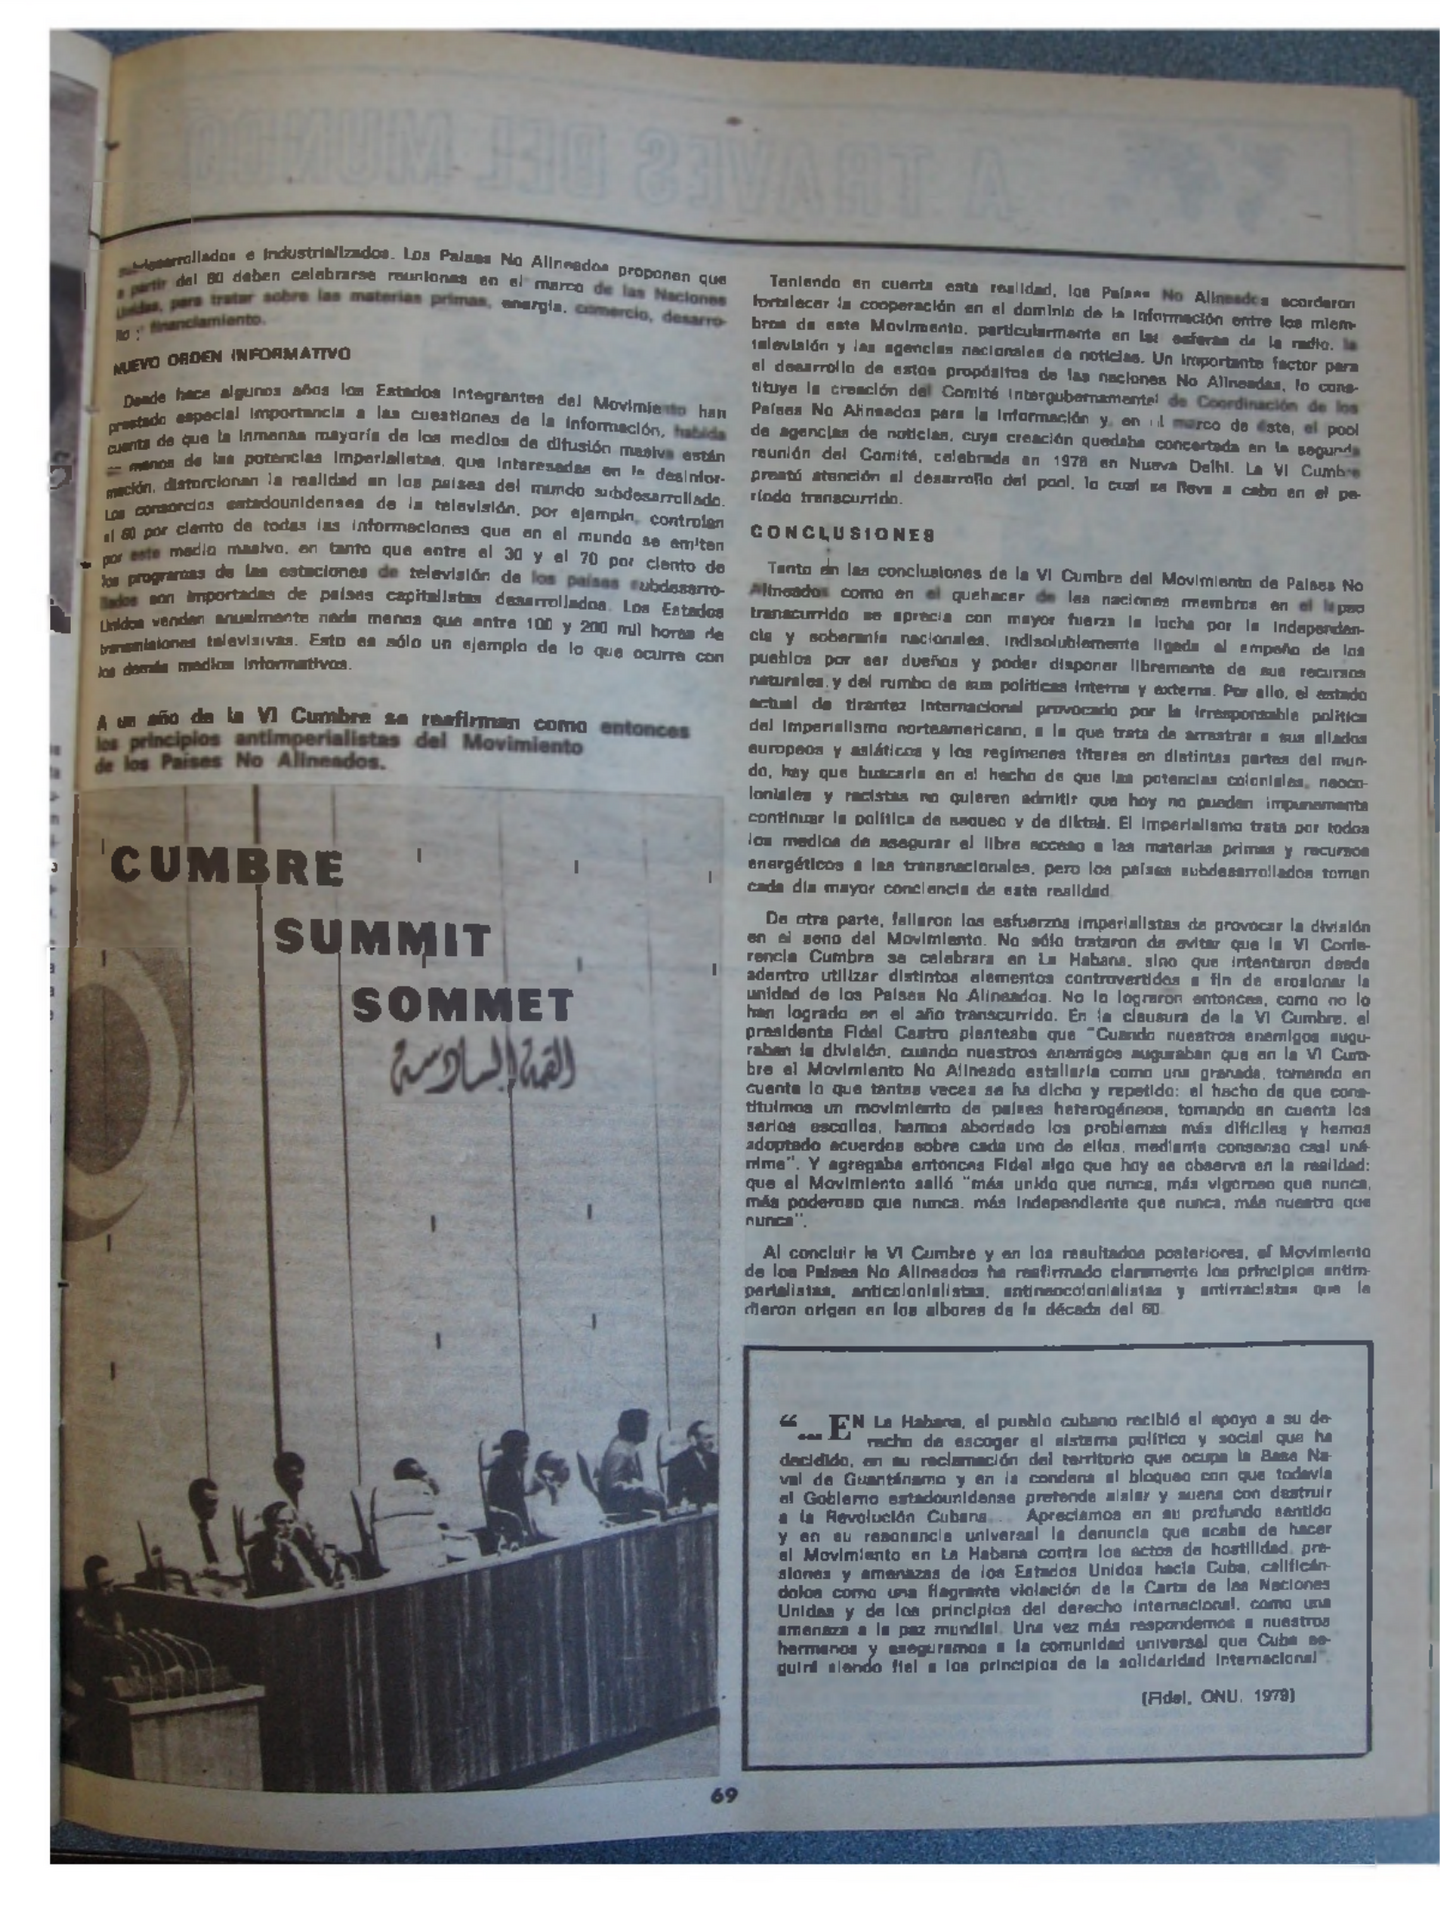 subdesarrollados e industrializados. Los Países No Alineados proponen que
a partir del 80 deben celebrarse reuniones en el marco de las Naciones
Unidas, para tratar sobre las materias primas, energía, comercio, desarro-
llo y financiamiento.
NUEVO ORDEN INFORMATIVO
Desde hace algunos años los Estados integrantes del Movimiento han
prestado especial importancia a las cuestiones de la información, habida
cuenta de que la inmensa mayoría de los medios de difusión masiva están
en manos de las potencias imperialistas, que interesadas en la desinfor-
mación, distorcionan la realidad en los países del mundo subdesarrollado.
Los consorcios estadounidenses de la televisión, por ejemplo, controlan
el 80 por ciento de todas las informaciones que en el mundo se emiten
por este medio masivo, en tanto que entre el 30 y el 70 por ciento de
los programas de las estaciones de televisión de los países subdesarro-
llados son importadas de países capitalistas desarrollados. Los Estados
Unidos venden anualmente nada menos que entre 100 y 200 mil horas de
transmisiones televisivas. Esto es sólo un ejemplo de lo que ocurre con
los demás medios informativos.
A un año de la VI Cumbre se reafirman como entonces
los principios antimperialistas del Movimiento
de los Países No Alineados.
CUMBRE
SUMMIT
SOMMET
القمة السادسة
Teniendo en cuenta esta realidad, los Países No Alineados acordaron
fortalecer la cooperación en el dominio de la información entre los miem-
bros de este Movimiento, particularmente en las esferas de la radio, la
televisión y las agencias nacionales de noticias. Un importante factor para
el desarrollo de estos propósitos de las naciones No Alineadas, lo cons-
tituye la creación del Comité Intergubernamental de Coordinación de los
Países No Alineados para la Información y, en el marco de éste, el pool
de agencias de noticias, cuya creación quedaba concertada en la segunda
reunión del Comité, celebrada en 1978 en Nueva Delhi. La VI Cumbre
prestó atención al desarrollo del pool, lo cual se lleva a cabo en el pe-
ríodo transcurrido.
CONCLUSIONES
Tanto en las conclusiones de la VI Cumbre del Movimiento de Países No
Alineados como en el quehacer de las naciones miembros en el lapso
transcurrido se aprecia con mayor fuerza la lucha por la independen-
cia y soberanía nacionales, indisolublemente ligada al empeño de los
pueblos por ser dueños y poder disponer libremente de sus recursos
naturales y del rumbo de sus políticas interna y externa. Por ello, el estado
actual de tirantez internacional provocado por la irresponsable política
del imperialismo norteamericano, a la que trata de arrastrar a sus aliados
europeos y asiáticos y los regímenes títeres en distintas partes del mun-
do, hay que buscarla en el hecho de que las potencias coloniales, neoco-
loniales y racistas no quieren admitir que hoy no pueden impunemente
continuar la política de saqueo y de diktak. El imperialismo trata por todos
los medios de asegurar el libre acceso a las materias primas y recursos
energéticos a las transnacionales, pero los países subdesarrollados toman
cada día mayor conciencia de esta realidad.
De otra parte, fallaron los esfuerzos imperialistas de provocar la división
en el seno del Movimiento. No sólo trataron de evitar que la VI Confe-
rencia Cumbre se celebrara en La Habana, sino que intentaron desde
adentro utilizar distintos elementos controvertidos a fin de erosionar la
unidad de los Países No Alineados. No lo lograron entonces, como no lo
han logrado en el año transcurrido. En la clausura de la VI Cumbre, el
presidente Fidel Castro planteaba que "Cuando nuestros enemigos augu-
raban la división, cuando nuestros enemigos auguraban que en la VI Cum-
bre el Movimiento No Alineado estallaría como una granada, tomando en
cuenta lo que tantas veces se ha dicho y repetido: el hecho de que cons-
tituimos un movimiento de países heterogéneos, tomando en cuenta los
serios escollos, hemos abordado los problemas más difíciles y hemos
adoptado acuerdos sobre cada uno de ellos, mediante consenso casi uná-
nime". Y agregaba entonces Fidel algo que hoy se observa en la realidad:
que el Movimiento salió "más unido que nunca, más vigoroso que nunca,
más poderoso que nunca, más independiente que nunca, más nuestro que
nunca".
Al concluir la VI Cumbre y en los resultados posteriores, el Movimiento
de los Países No Alineados ha reafirmado claramente los principios antim-
perialistas, anticolonialistas, antineocolonialistas y antirracistas que le
dieron origen en los albores de la década del 60.
"...EN La Habana, el pueblo cubano recibió el apoyo a su de-
recho de escoger el sistema político y social que ha
decidido, en su reclamación del territorio que ocupa la Base Na-
val de Guantánamo y en la condena al bloqueo con que todavía
el Gobierno estadounidense pretende aislar y suena con destruir
a la Revolución Cubana... Apreciamos en su profundo sentido
y en su resonancia universal la denuncia que acaba de hacer
el Movimiento en La Habana contra los actos de hostilidad, pre-
siones y amenazas de los Estados Unidos hacia Cuba, calificán-
dolos como una flagrante violación de la Carta de las Naciones
Unidas y de los principios del derecho internacional, como una
amenaza a la paz mundial. Una vez más respondemos a nuestros
hermanos y aseguramos a la comunidad universal que Cuba se-
guirá siendo fiel a los principios de la solidaridad internacional".
(Fidel, ONU, 1979)
69